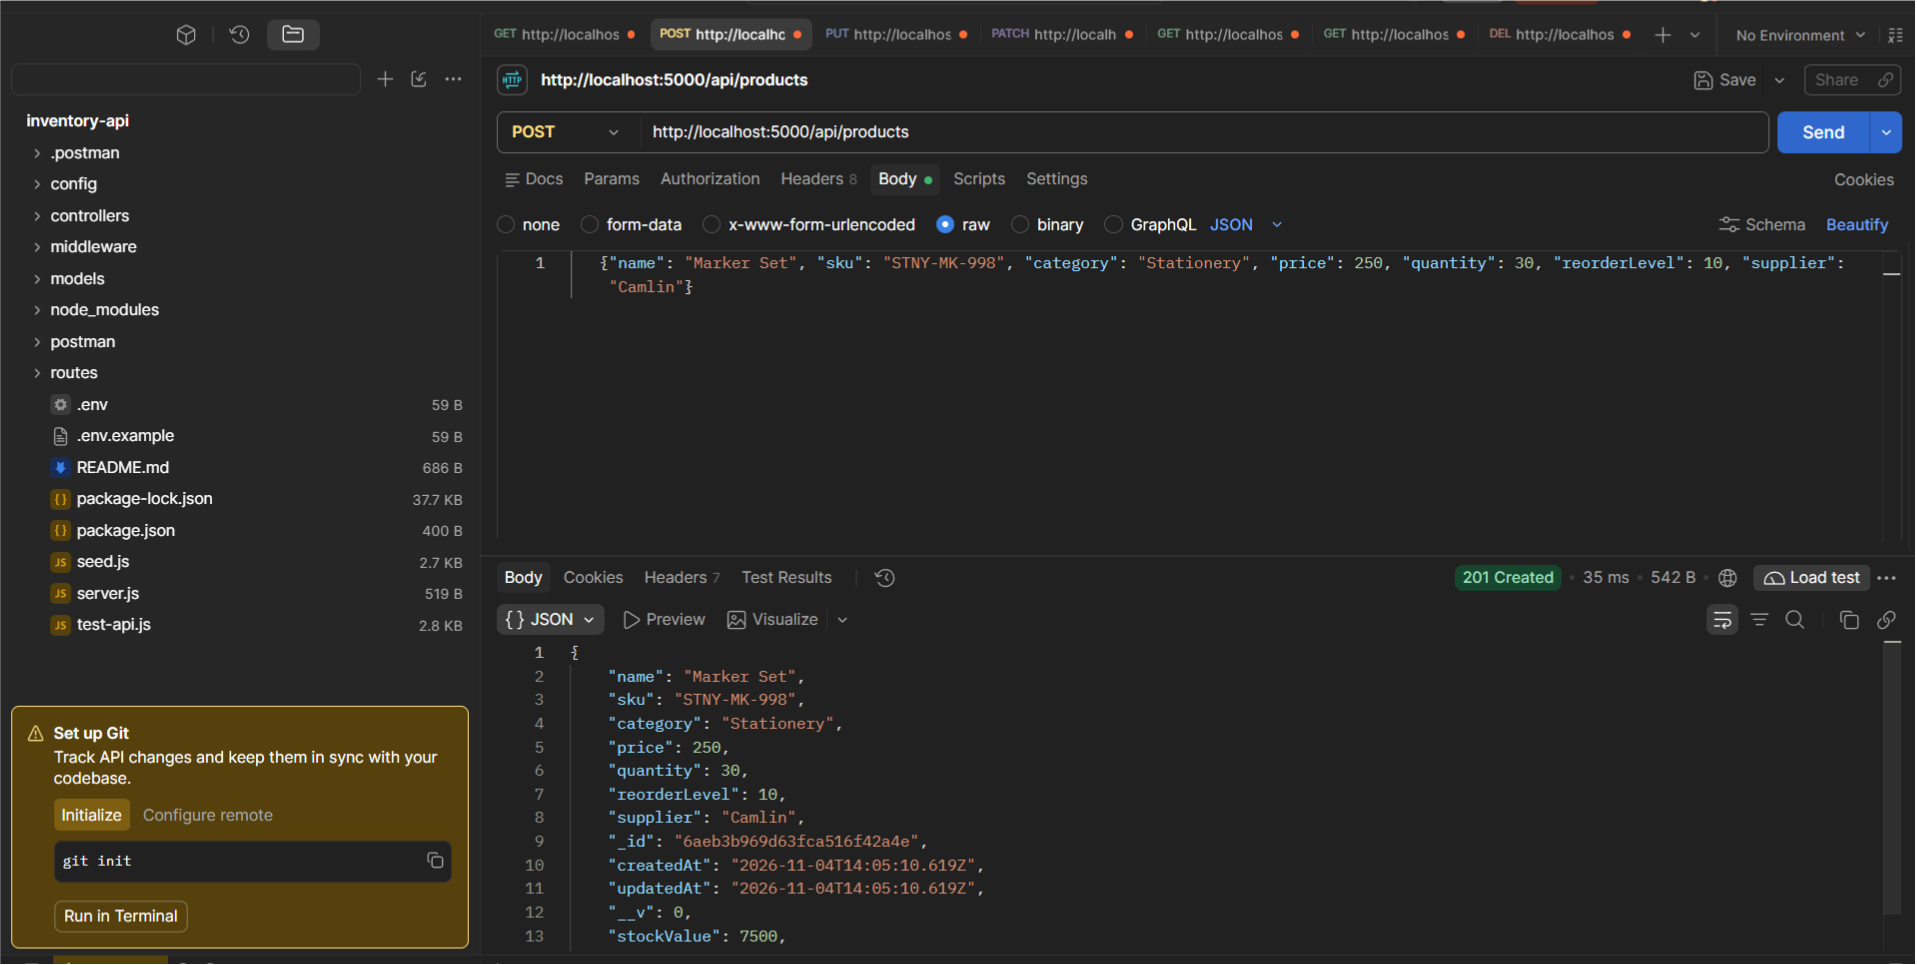 GET http://localhos
POST http://localhc
PUT http://localhos
PATCH http://localh
GET http://localhos
GET http://localhos
DEL http://localhos
No Environment
HTTP http://localhost:5000/api/products
Save
Share
inventory-api
.postman
config
controllers
middleware
models
node_modules
postman
routes
.env 59 B
.env.example 59 B
README.md 686 B
{} package-lock.json 37.7 KB
{} package.json 400 B
JS seed.js 2.7 KB
JS server.js 519 B
JS test-api.js 2.8 KB
Set up Git
Track API changes and keep them in sync with your
codebase.
Initialize Configure remote
git init
Run in Terminal
POST http://localhost:5000/api/products Send
Docs Params Authorization Headers 8 Body Scripts Settings Cookies
none form-data x-www-form-urlencoded raw binary GraphQL JSON Schema Beautify
1 {"name": "Marker Set", "sku": "STNY-MK-998", "category": "Stationery", "price": 250, "quantity": 30, "reorderLevel": 10, "supplier":
"Camlin"}
Body Cookies Headers 7 Test Results 201 Created 35 ms 542 B Load test
{} JSON Preview Visualize
1 {
2 "name": "Marker Set",
3 "sku": "STNY-MK-998",
4 "category": "Stationery",
5 "price": 250,
6 "quantity": 30,
7 "reorderLevel": 10,
8 "supplier": "Camlin",
9 "_id": "6aeb3b969d63fca516f42a4e",
10 "createdAt": "2026-11-04T14:05:10.619Z",
11 "updatedAt": "2026-11-04T14:05:10.619Z",
12 "__v": 0,
13 "stockValue": 7500,